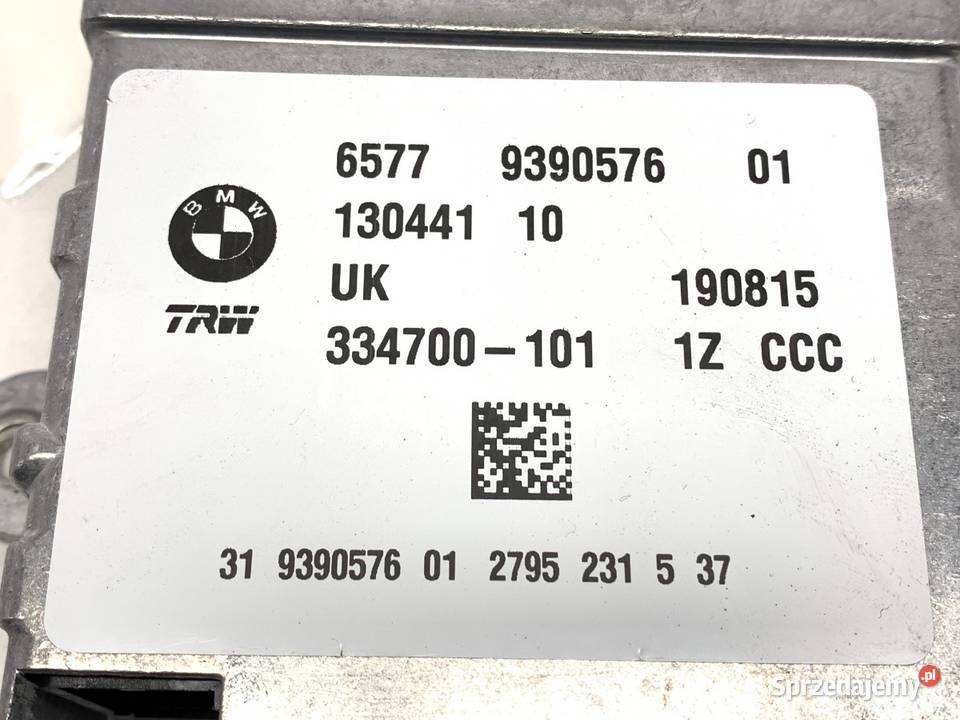 6577 9390576 01
BMW
130441 10
UK 190815
TRW
334700-101 1Z CCC
31 9390576 01 2795 231 5 37
Sprzedajemy.pl